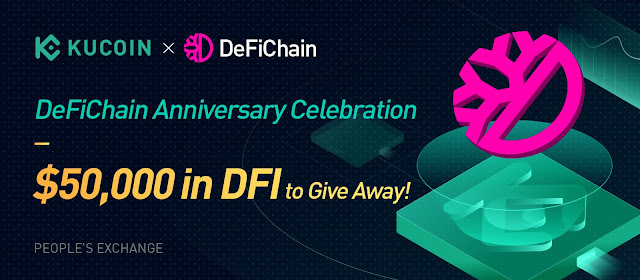 KUCOIN × DeFiChain
DeFiChain Anniversary Celebration
$50,000 in DFI to Give Away!
PEOPLE'S EXCHANGE